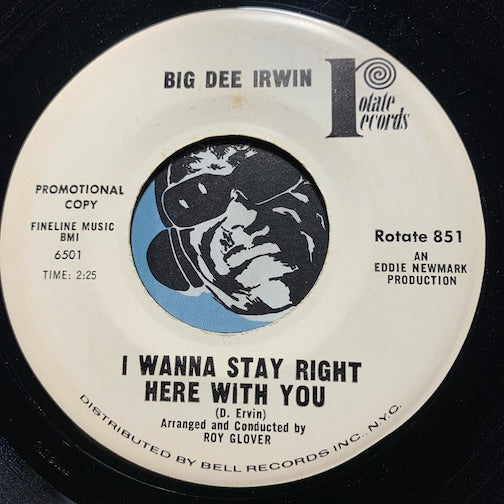 BIG DEE IRWIN
rotate
records
PROMOTIONAL
COPY
FINELINE MUSIC
BMI
6501
TIME: 2:25
Rotate 851
AN
EDDIE NEWMARK
PRODUCTION
I WANNA STAY RIGHT
HERE WITH YOU
(D. Ervin)
Arranged and Conducted by
ROY GLOVER
DISTRIBUTED BY BELL RECORDS INC., N.Y.C.